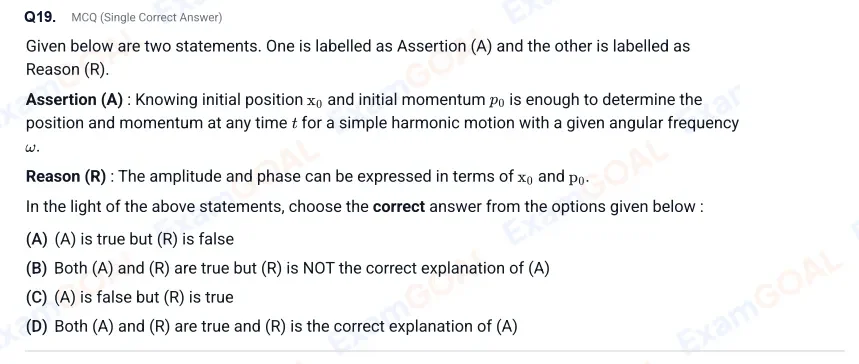 Q19. MCQ (Single Correct Answer)
Given below are two statements. One is labelled as Assertion (A) and the other is labelled as
Reason (R).
Assertion (A) : Knowing initial position x₀ and initial momentum p₀ is enough to determine the
position and momentum at any time t for a simple harmonic motion with a given angular frequency
ω.
Reason (R) : The amplitude and phase can be expressed in terms of x₀ and p₀.
In the light of the above statements, choose the correct answer from the options given below :
(A) (A) is true but (R) is false
(B) Both (A) and (R) are true but (R) is NOT the correct explanation of (A)
(C) (A) is false but (R) is true
(D) Both (A) and (R) are true and (R) is the correct explanation of (A)
ExamGOAL